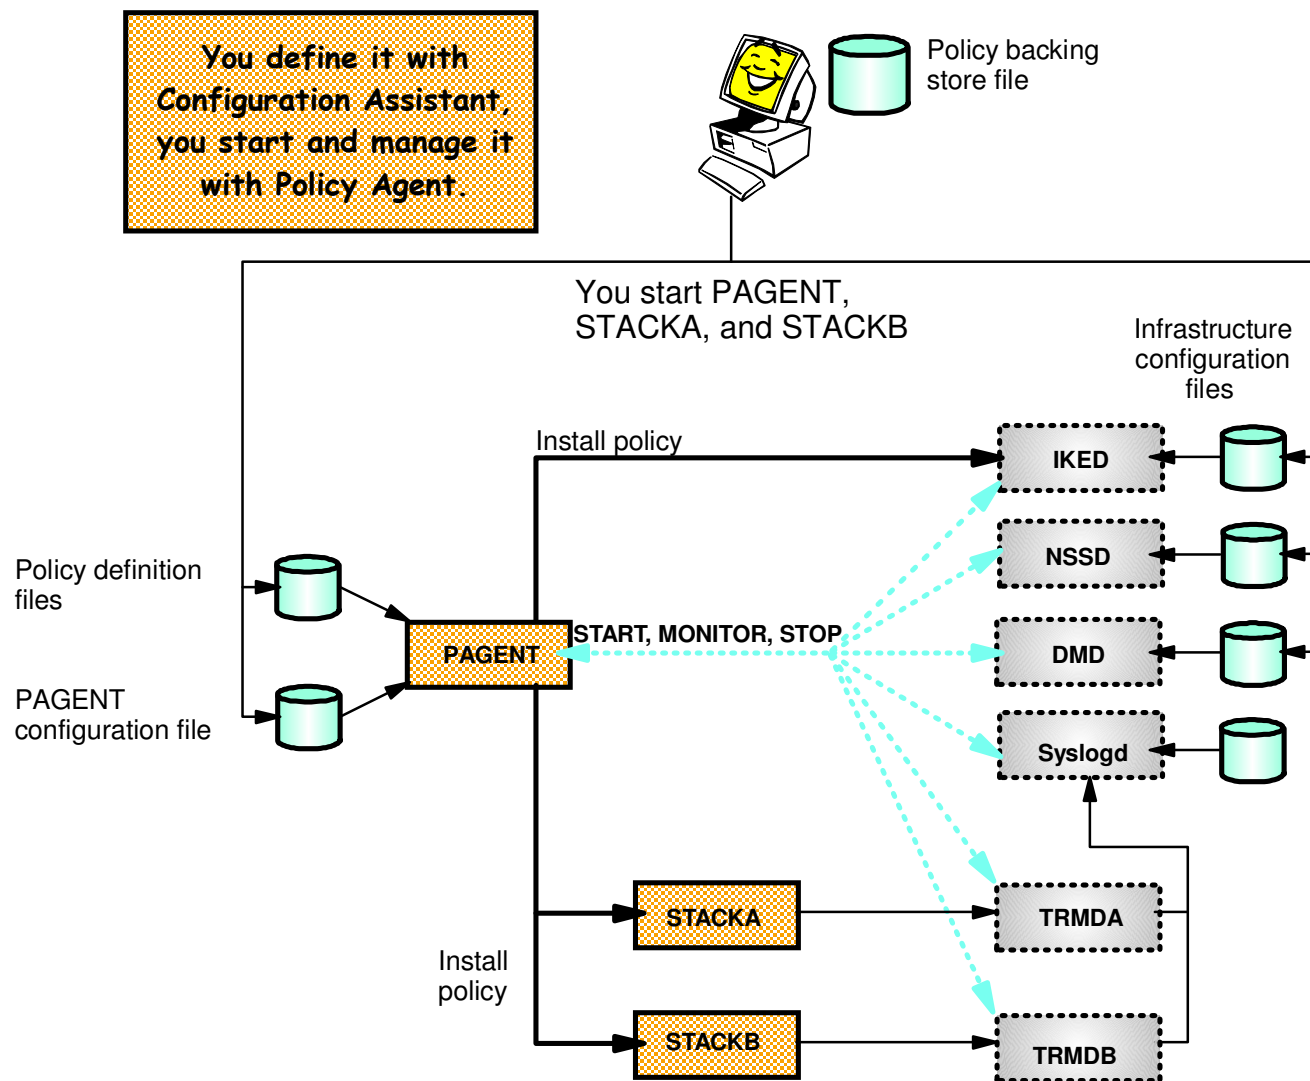 You define it with
Configuration Assistant,
you start and manage it
with Policy Agent.
Policy backing
store file
You start PAGENT,
STACKA, and STACKB
Infrastructure
configuration
files
Install policy
IKED
NSSD
Policy definition
files
START, MONITOR, STOP
PAGENT
DMD
PAGENT
configuration file
Syslogd
STACKA
TRMDA
Install
policy
STACKB
TRMDB